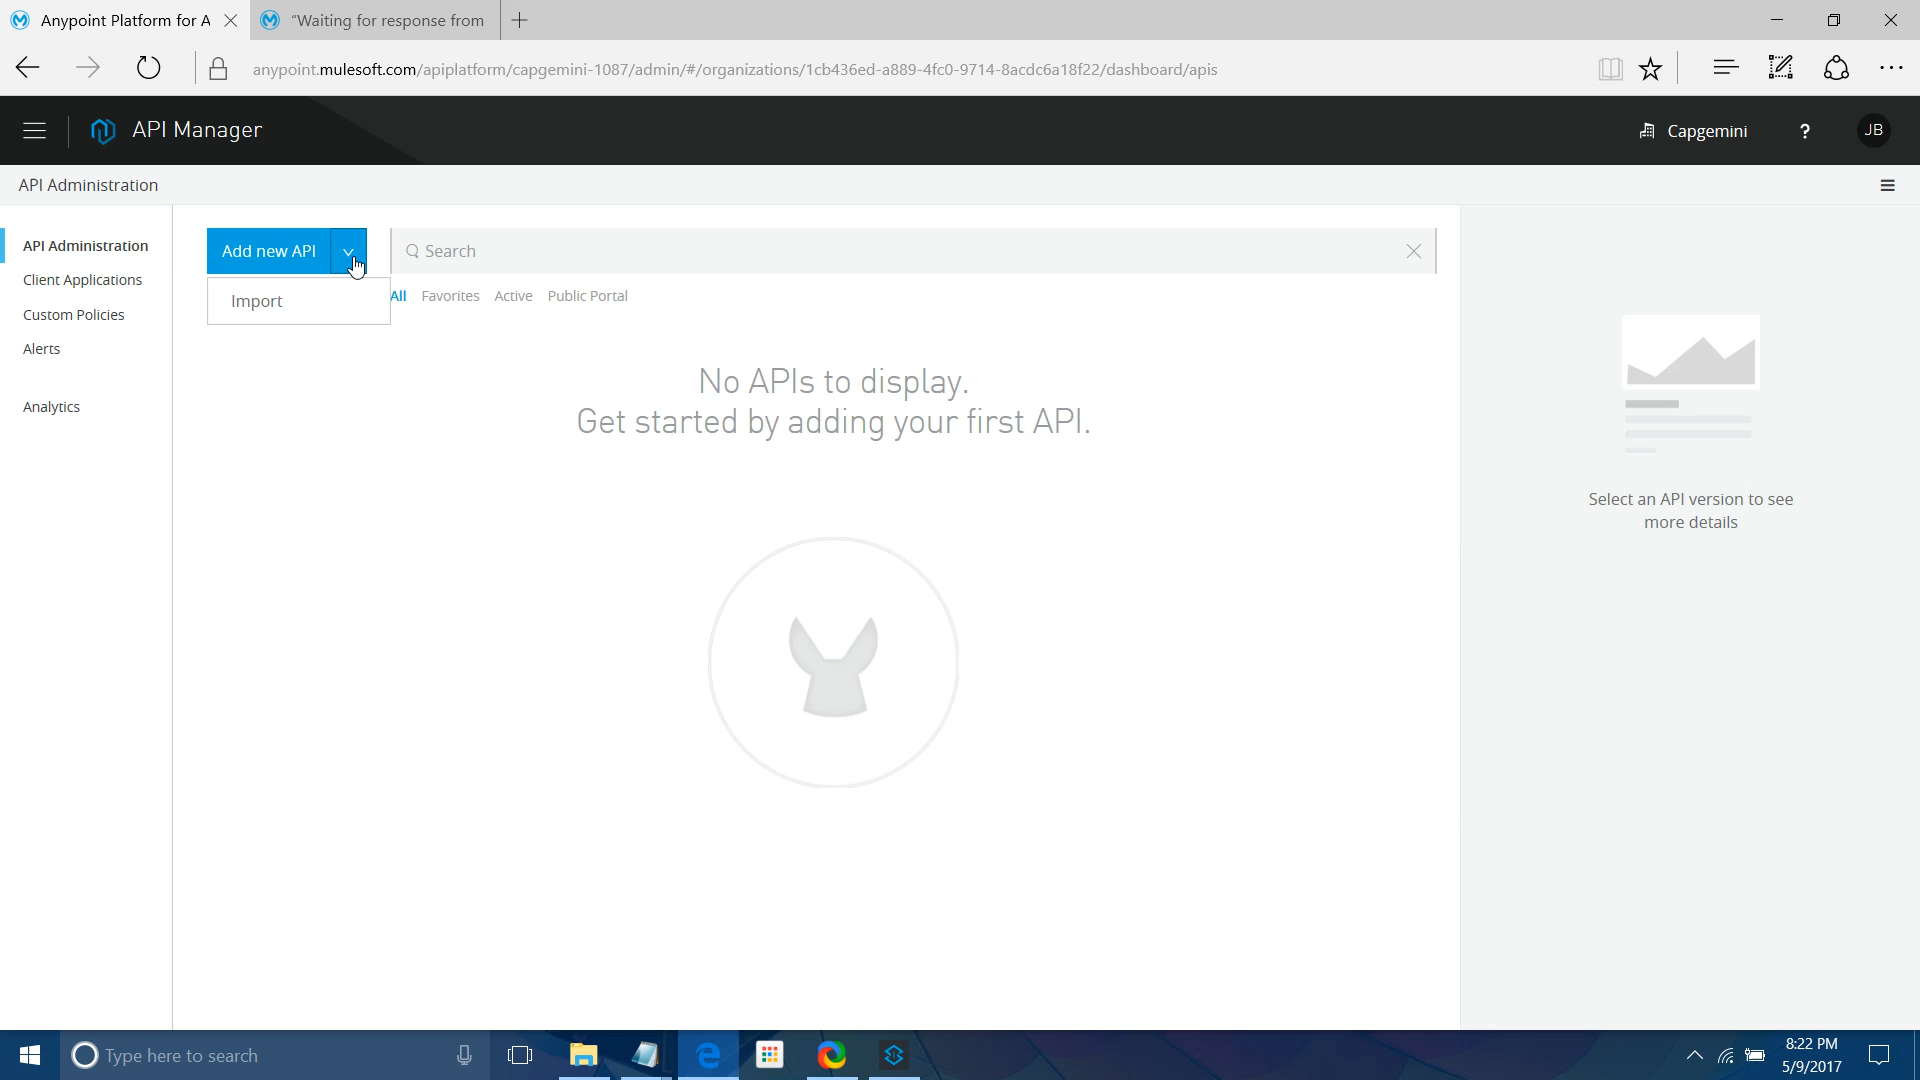 Anypoint Platform for A
"Waiting for response from
anypoint.mulesoft.com/apiplatform/capgemini-1087/admin/#/organizations/1cb436ed-a889-4fc0-9714-8acdc6a18f22/dashboard/apis
API Manager
Capgemini
?
JB
API Administration
API Administration
Client Applications
Custom Policies
Alerts
Analytics
Add new API
Search
Import
All Favorites Active Public Portal
No APIs to display.
Get started by adding your first API.
Select an API version to see
more details
Type here to search
8:22 PM
5/9/2017